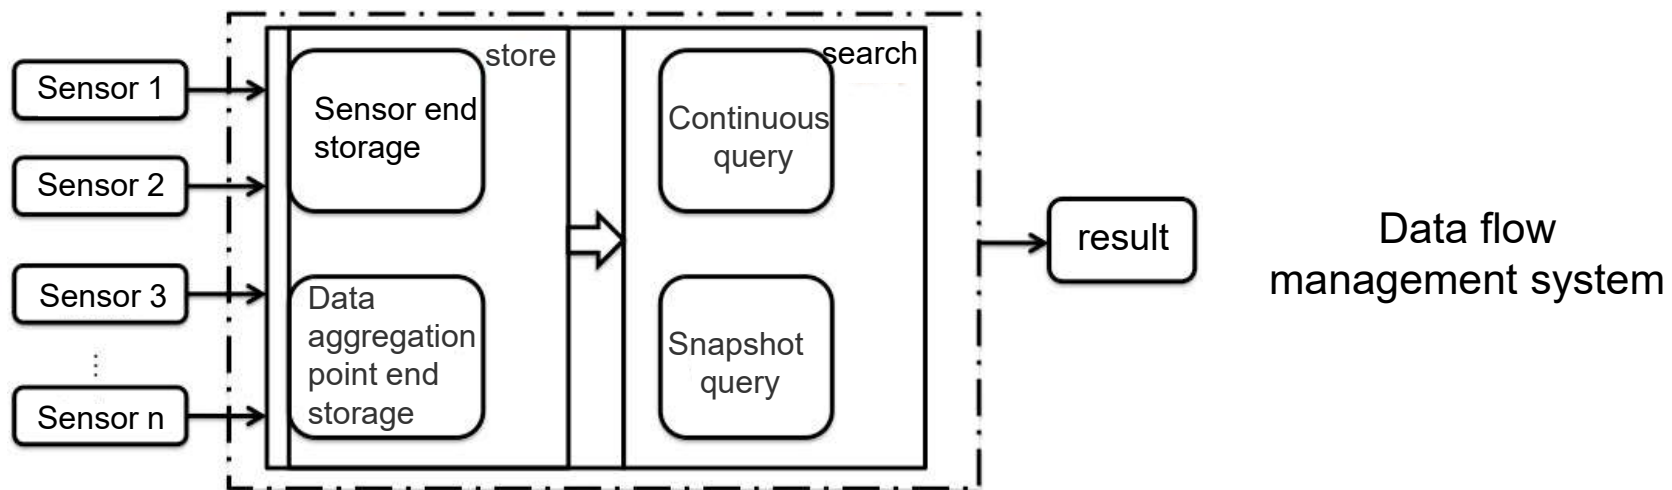 Sensor 1
Sensor 2
Sensor 3
Sensor n
store
Sensor end
storage
Data
aggregation
point end
storage
search
Continuous
query
Snapshot
query
result
Data flow
management system